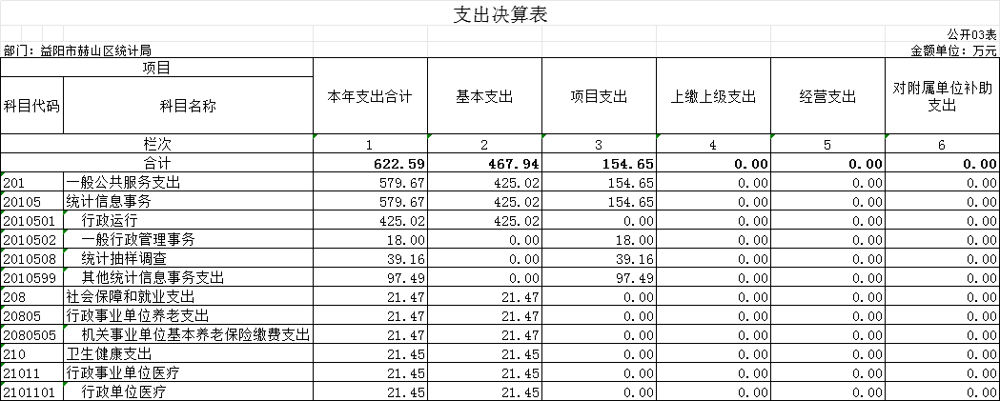 支出决算表
公开03表
部门：益阳市赫山区统计局 金额单位：万元
项目 本年支出合计 基本支出 项目支出 上缴上级支出 经营支出 对附属单位补助支出
科目代码 科目名称
栏次 1 2 3 4 5 6
合计 622.59 467.94 154.65 0.00 0.00 0.00
201 一般公共服务支出 579.67 425.02 154.65 0.00 0.00 0.00
20105 统计信息事务 579.67 425.02 154.65 0.00 0.00 0.00
2010501 行政运行 425.02 425.02 0.00 0.00 0.00 0.00
2010502 一般行政管理事务 18.00 0.00 18.00 0.00 0.00 0.00
2010508 统计抽样调查 39.16 0.00 39.16 0.00 0.00 0.00
2010599 其他统计信息事务支出 97.49 0.00 97.49 0.00 0.00 0.00
208 社会保障和就业支出 21.47 21.47 0.00 0.00 0.00 0.00
20805 行政事业单位养老支出 21.47 21.47 0.00 0.00 0.00 0.00
2080505 机关事业单位基本养老保险缴费支出 21.47 21.47 0.00 0.00 0.00 0.00
210 卫生健康支出 21.45 21.45 0.00 0.00 0.00 0.00
21011 行政事业单位医疗 21.45 21.45 0.00 0.00 0.00 0.00
2101101 行政单位医疗 21.45 21.45 0.00 0.00 0.00 0.00